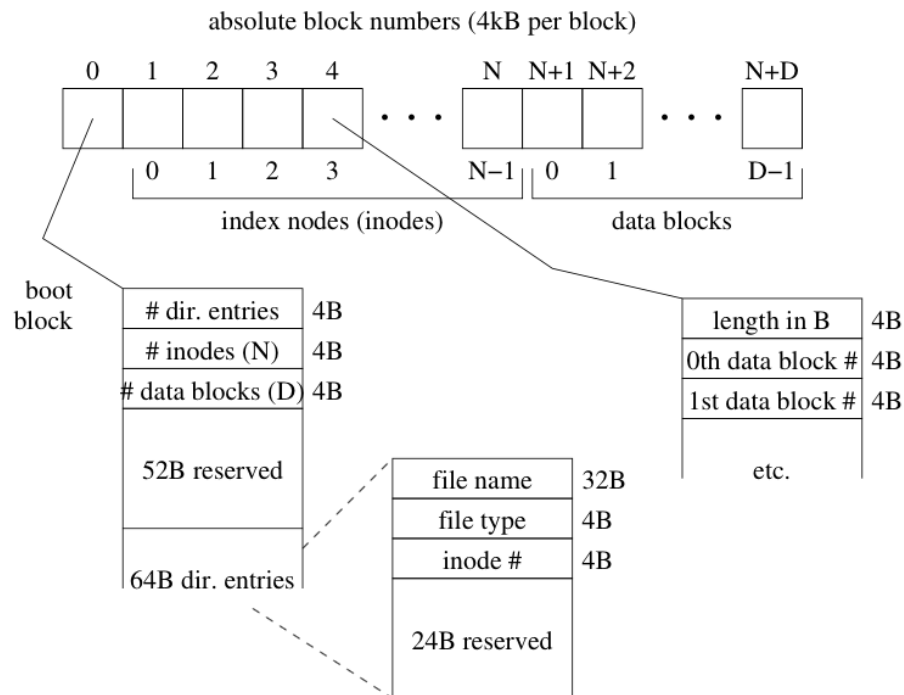 absolute block numbers (4kB per block)
0 1 2 3 4 N N+1 N+2 N+D
0 1 2 3 N−1 0 1 D−1
index nodes (inodes) data blocks
boot
block
# dir. entries 4B
# inodes (N) 4B
# data blocks (D) 4B
52B reserved
64B dir. entries
file name 32B
file type 4B
inode # 4B
24B reserved
length in B 4B
0th data block # 4B
1st data block # 4B
etc.